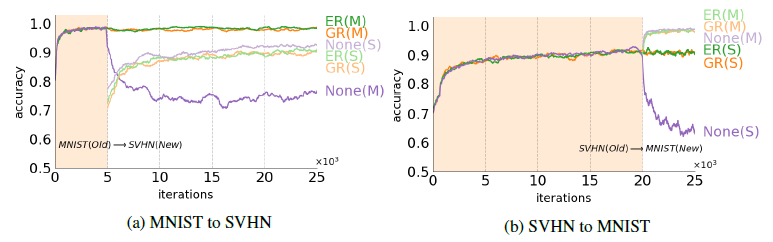 1.0
0.9
0.8
0.7
0.6
0.5
accuracy
MNIST(Old) ⟶ SVHN(New)
0 5 10 15 20 25
×10³
iterations
ER(M)
GR(M)
None(S)
ER(S)
GR(S)
None(M)
(a) MNIST to SVHN
1.0
0.9
0.8
0.7
0.6
0.5
accuracy
SVHN(Old) ⟶ MNIST(New)
0 5 10 15 20 25
×10³
iterations
ER(M)
GR(M)
None(M)
ER(S)
GR(S)
None(S)
(b) SVHN to MNIST